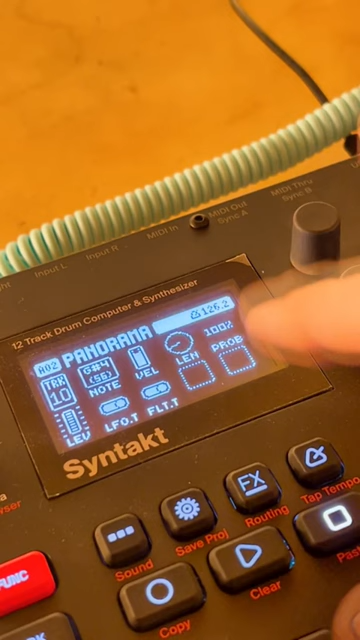 Input L
Input R
MIDI In
MIDI Out
Sync A
MIDI Thru
Sync B
12 Track Drum Computer & Synthesizer
A02 PANORAMA 126.2
TRK
10
G#4
(56)
NOTE
VEL
LEN
100%
PROB
LEV
LFO.T
FLT.T
Syntakt
FUNC
Sound
Save Proj
FX
Routing
Tap Tempo
Copy
Clear